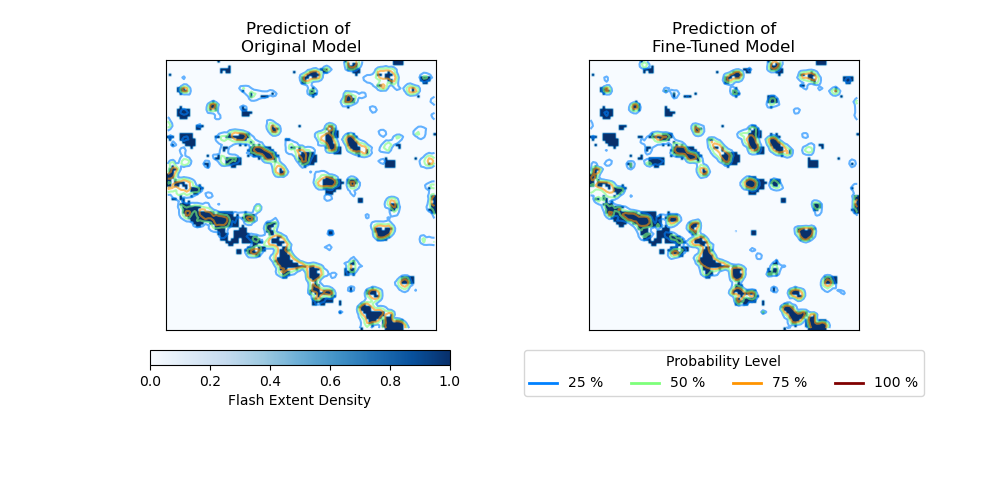 Prediction of
Original Model
Prediction of
Fine-Tuned Model
0.0 0.2 0.4 0.6 0.8 1.0
Flash Extent Density
Probability Level
25 % 50 % 75 % 100 %